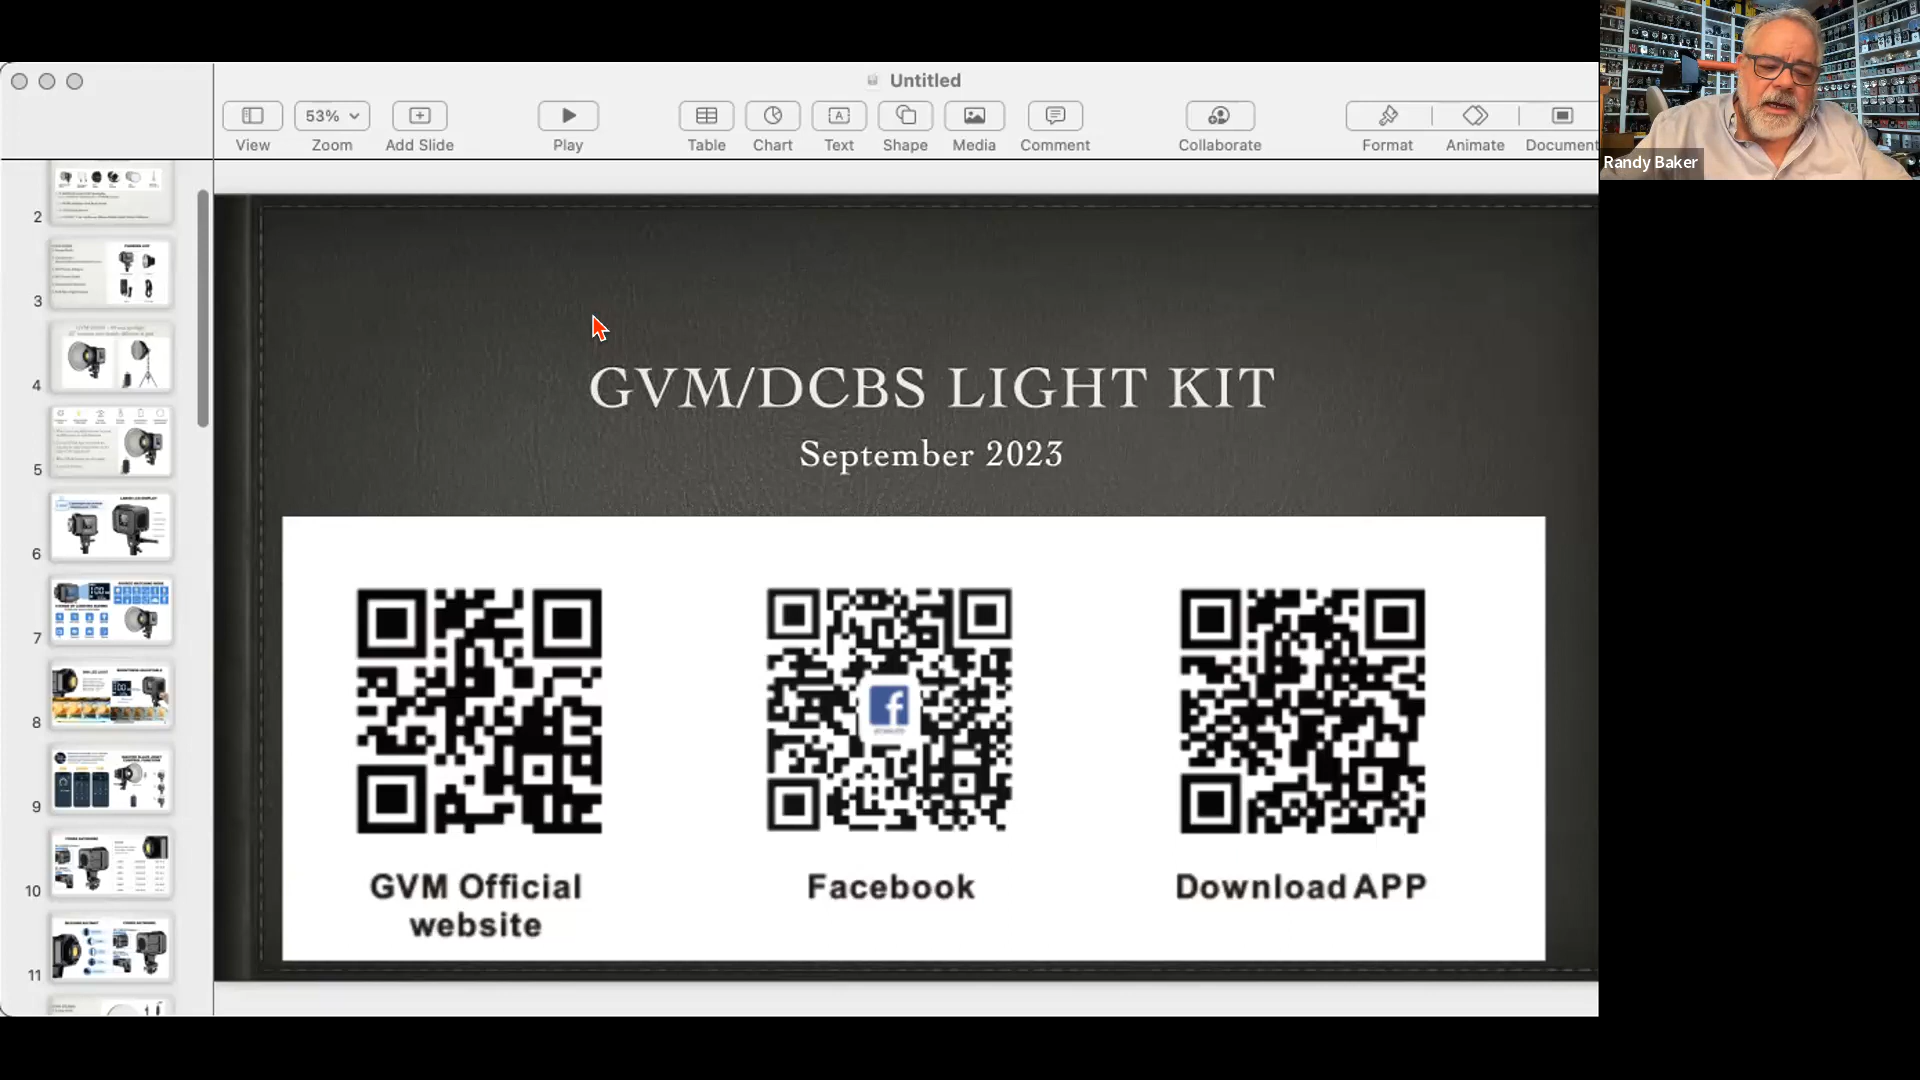 Untitled
53%
View
Zoom
Add Slide
Play
Table
Chart
Text
Shape
Media
Comment
Collaborate
Format
Animate
Document
Randy Baker
2
3
4
5
6
7
8
9
10
11
GVM/DCBS LIGHT KIT
September 2023
GVM Official
website
Facebook
Download APP